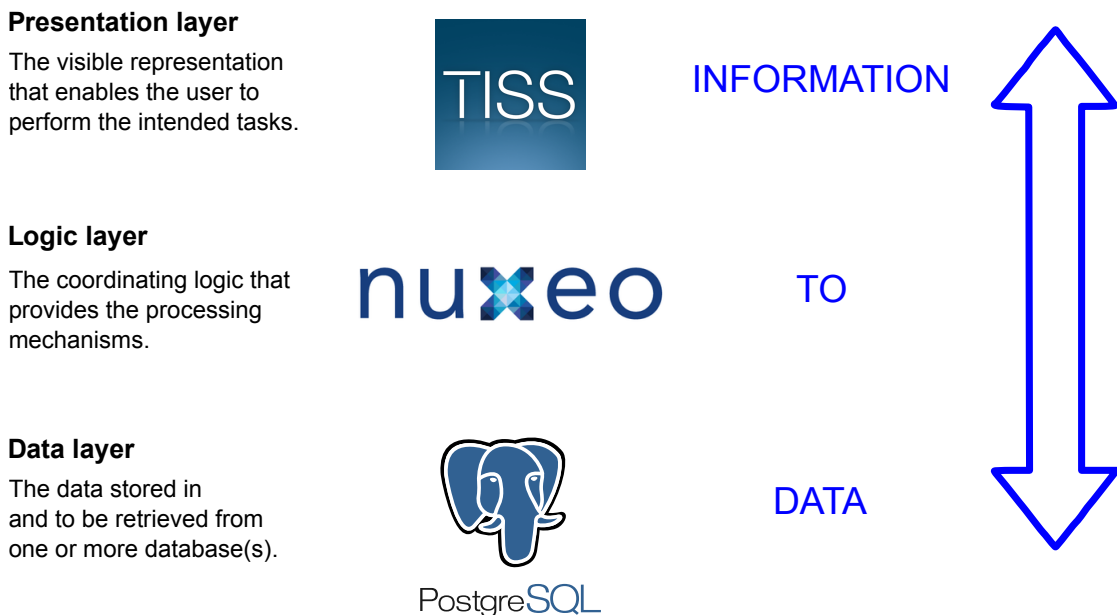 Presentation layer
The visible representation
that enables the user to
perform the intended tasks.
TISS
INFORMATION
Logic layer
The coordinating logic that
provides the processing
mechanisms.
nuxeo
TO
Data layer
The data stored in
and to be retrieved from
one or more database(s).
PostgreSQL
DATA